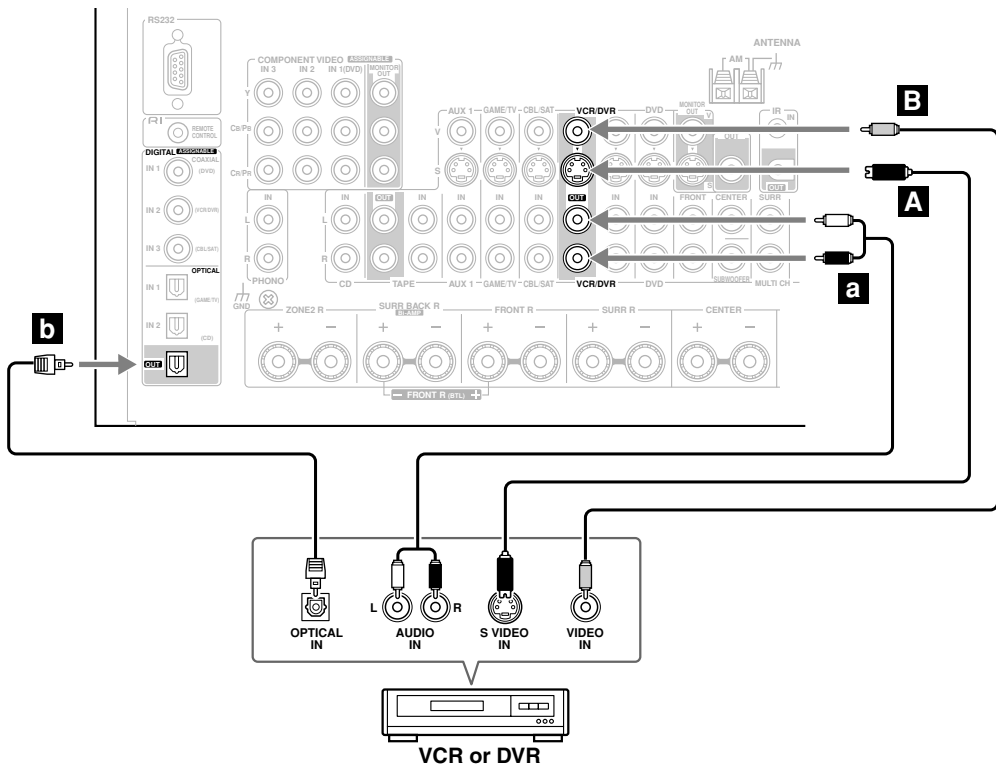 RS232
ANTENNA
AM
COMPONENT VIDEO ASSIGNABLE
IN 3 IN 2 IN 1(DVD) MONITOR OUT
Y
CB/PB
CR/PR
RI
REMOTE CONTROL
DIGITAL ASSIGNABLE
COAXIAL
IN 1 (DVD)
IN 2 (VCR/DVR)
IN 3 (CBL/SAT)
OPTICAL
IN 1 (GAME/TV)
IN 2 (CD)
OUT
AUX 1 GAME/TV CBL/SAT VCR/DVR DVD MONITOR OUT
V
V
S
S
OUT
IR
IN
OUT
B
A
a
b
IN IN OUT IN IN IN IN OUT IN IN FRONT CENTER SURR
L
R
L
R
PHONO
CD TAPE AUX 1 GAME/TV CBL/SAT VCR/DVR DVD SUBWOOFER MULTI CH
GND
ZONE2 R SURR BACK R FRONT R SURR R CENTER
BI-AMP
+ − + − + − + − + −
− FRONT R (BTL) +
L R
OPTICAL IN
AUDIO IN
S VIDEO IN
VIDEO IN
VCR or DVR